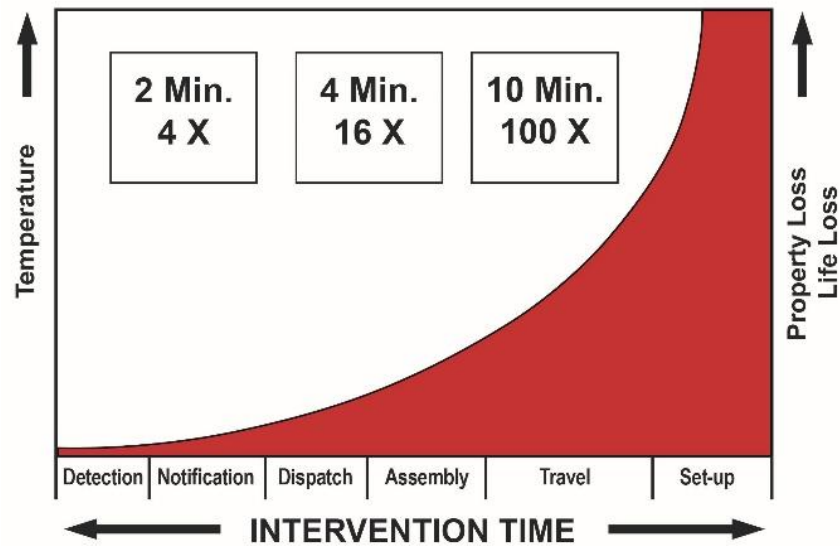 2 Min.
4 X
4 Min.
16 X
10 Min.
100 X
Temperature
Property Loss
Life Loss
Detection
Notification
Dispatch
Assembly
Travel
Set-up
INTERVENTION TIME